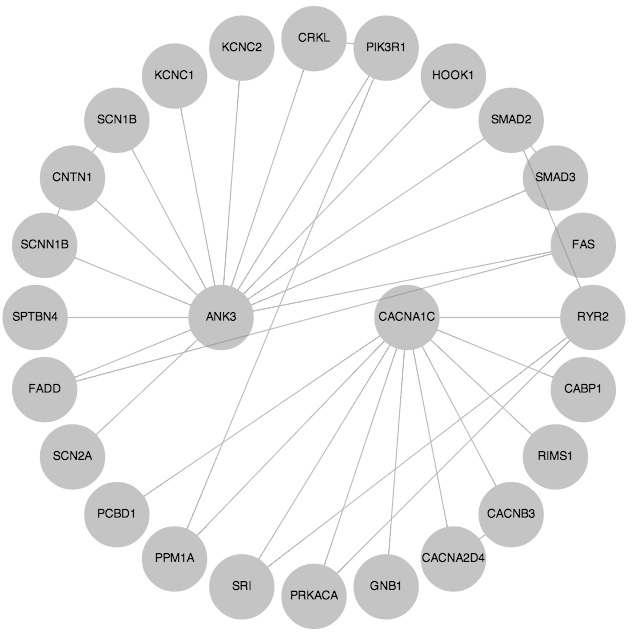 CRKL
KCNC2
PIK3R1
KCNC1
HOOK1
SCN1B
SMAD2
CNTN1
SMAD3
SCNN1B
FAS
SPTBN4
ANK3
CACNA1C
RYR2
FADD
CABP1
SCN2A
RIMS1
PCBD1
CACNB3
PPM1A
CACNA2D4
SRI
GNB1
PRKACA